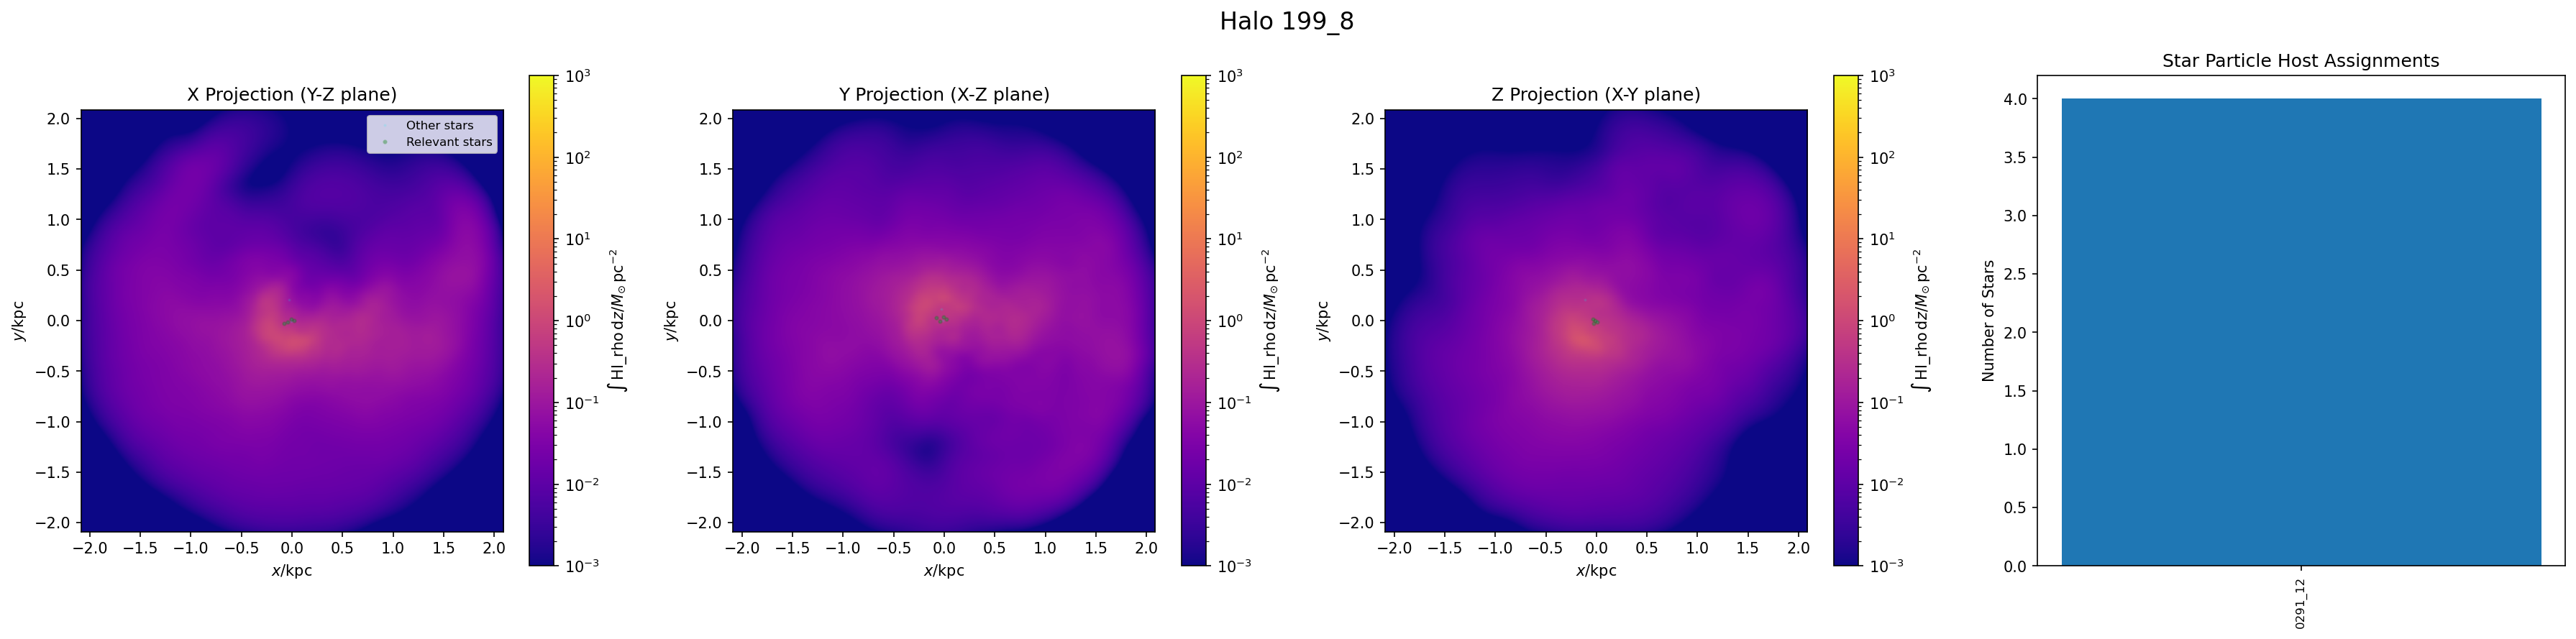 Halo 199_8
X Projection (Y-Z plane)
Other stars
Relevant stars
2.0
1.5
1.0
0.5
0.0
−0.5
−1.0
−1.5
−2.0
y/kpc
−2.0 −1.5 −1.0 −0.5 0.0 0.5 1.0 1.5 2.0
x/kpc
10³
10²
10¹
10⁰
10⁻¹
10⁻²
10⁻³
∫ HI_rho dz/M⊙ pc⁻²
Y Projection (X-Z plane)
2.0
1.5
1.0
0.5
0.0
−0.5
−1.0
−1.5
−2.0
y/kpc
−2.0 −1.5 −1.0 −0.5 0.0 0.5 1.0 1.5 2.0
x/kpc
10³
10²
10¹
10⁰
10⁻¹
10⁻²
10⁻³
∫ HI_rho dz/M⊙ pc⁻²
Z Projection (X-Y plane)
2.0
1.5
1.0
0.5
0.0
−0.5
−1.0
−1.5
−2.0
y/kpc
−2.0 −1.5 −1.0 −0.5 0.0 0.5 1.0 1.5 2.0
x/kpc
10³
10²
10¹
10⁰
10⁻¹
10⁻²
10⁻³
∫ HI_rho dz/M⊙ pc⁻²
Star Particle Host Assignments
4.0
3.5
3.0
2.5
2.0
1.5
1.0
0.5
0.0
Number of Stars
0291_12